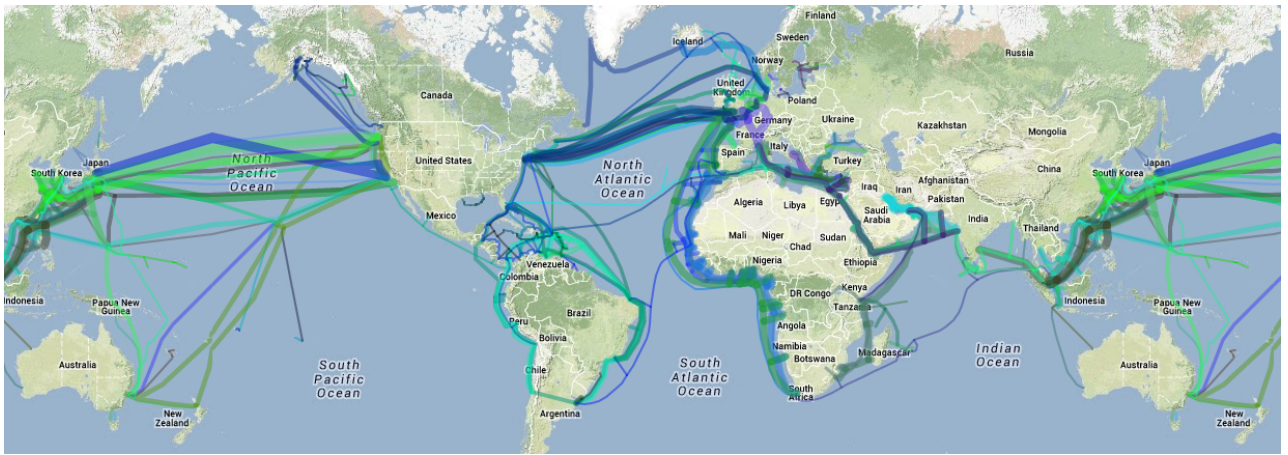 Iceland
Finland
Sweden
Norway
Russia
Canada
United
Kingdom
Poland
Germany
Ukraine
France
Kazakhstan
Mongolia
Italy
Spain
Turkey
United States
North
Pacific
Ocean
North
Atlantic
Ocean
Japan
South Korea
China
Japan
South Korea
Afghanistan
Iraq
Iran
Pakistan
Algeria
Libya
Egypt
Saudi
Arabia
India
Mexico
Mali
Niger
Chad
Sudan
Thailand
Nigeria
Ethiopia
Venezuela
Colombia
Kenya
DR Congo
Tanzania
Indonesia
Papua New
Guinea
Indonesia
Papua New
Guinea
Brazil
Peru
Angola
Bolivia
Namibia
Botswana
Madagascar
Indian
Ocean
Australia
South
Pacific
Ocean
Chile
South
Atlantic
Ocean
South
Africa
Australia
Argentina
New
Zealand
New
Zealand